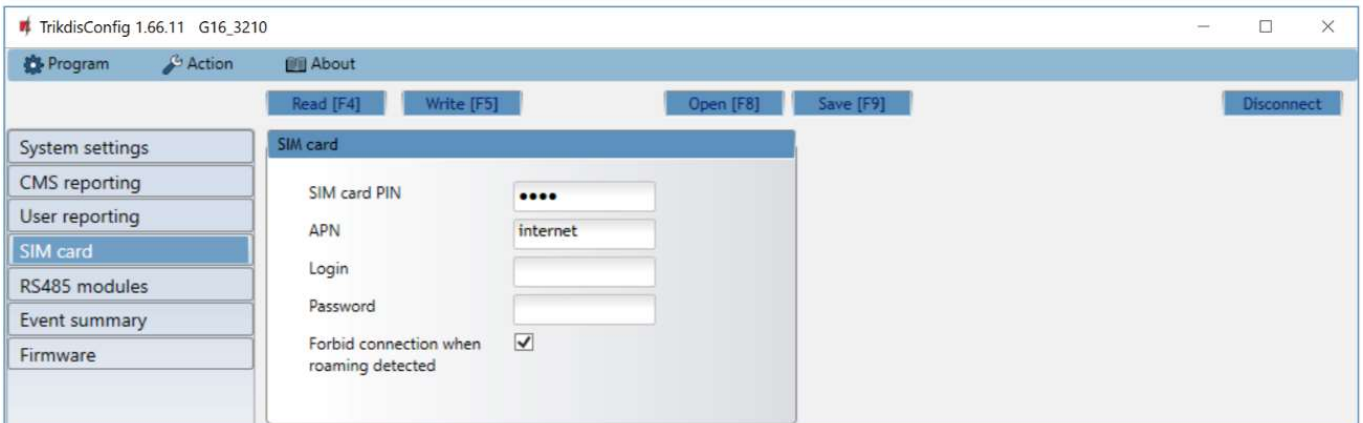 TrikdisConfig 1.66.11 G16_3210
Program Action About
Read [F4] Write [F5] Open [F8] Save [F9] Disconnect
System settings
CMS reporting
User reporting
SIM card
RS485 modules
Event summary
Firmware
SIM card
SIM card PIN ••••
APN internet
Login
Password
Forbid connection when
roaming detected